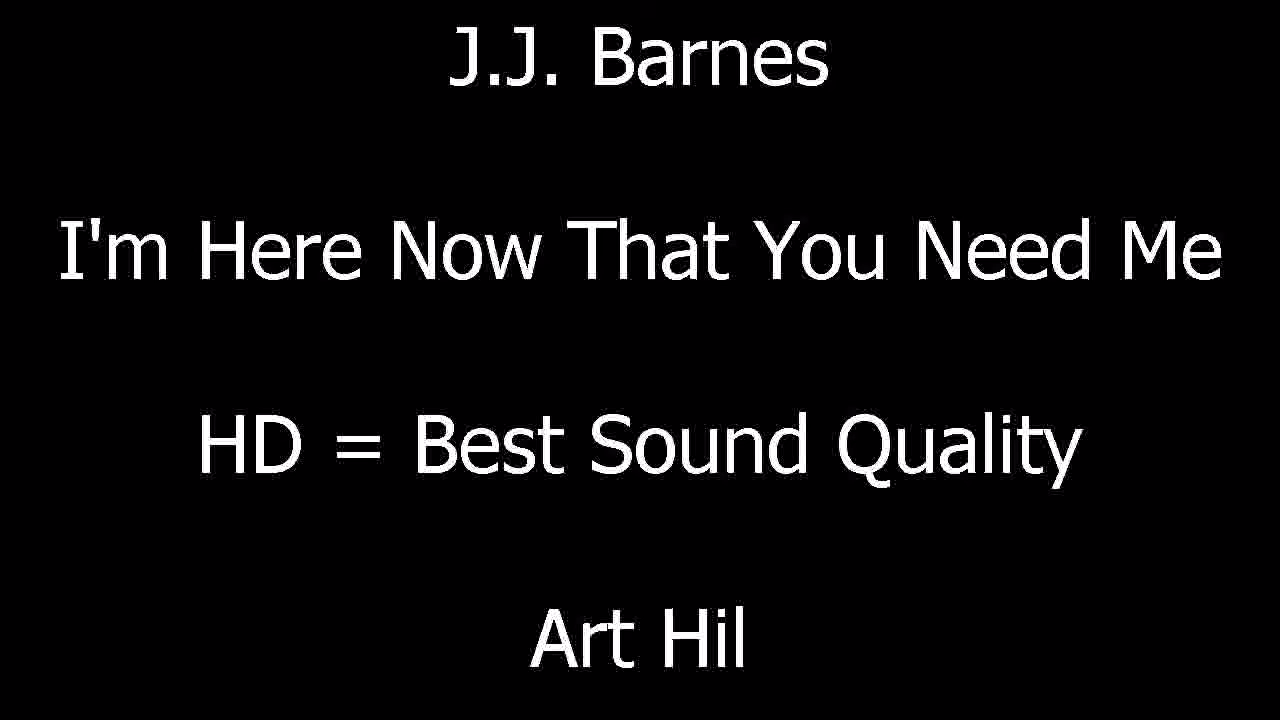 J.J. Barnes
I'm Here Now That You Need Me
HD = Best Sound Quality
Art Hil